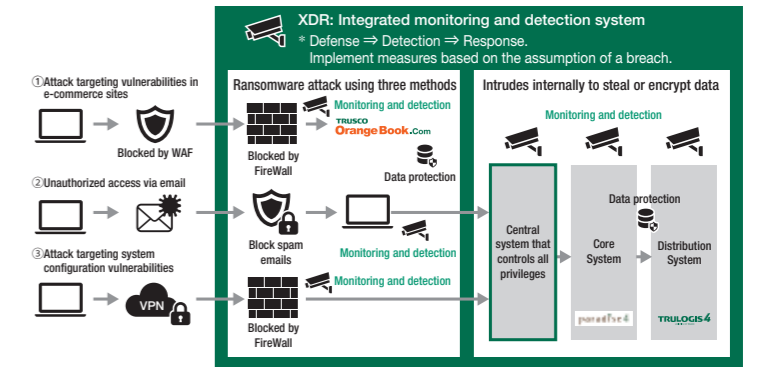 XDR: Integrated monitoring and detection system
* Defense ⇒ Detection ⇒ Response.
Implement measures based on the assumption of a breach.
①Attack targeting vulnerabilities in
e-commerce sites
Blocked by WAF
②Unauthorized access via email
③Attack targeting system
configuration vulnerabilities
VPN
Ransomware attack using three methods
Monitoring and detection
TRUSCO
Orange Book.Com
Blocked by
FireWall
Data protection
Block spam
emails
Monitoring and detection
Monitoring and detection
Blocked by
FireWall
Intrudes internally to steal or encrypt data
Monitoring and detection
Central
system that
controls all
privileges
Data protection
Core
System
Distribution
System
paradise4
TRULOGIS4